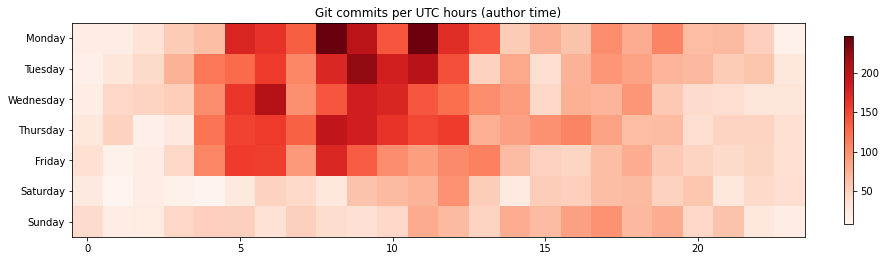 Git commits per UTC hours (author time)
Monday
Tuesday
Wednesday
Thursday
Friday
Saturday
Sunday
0 5 10 15 20
200
150
100
50